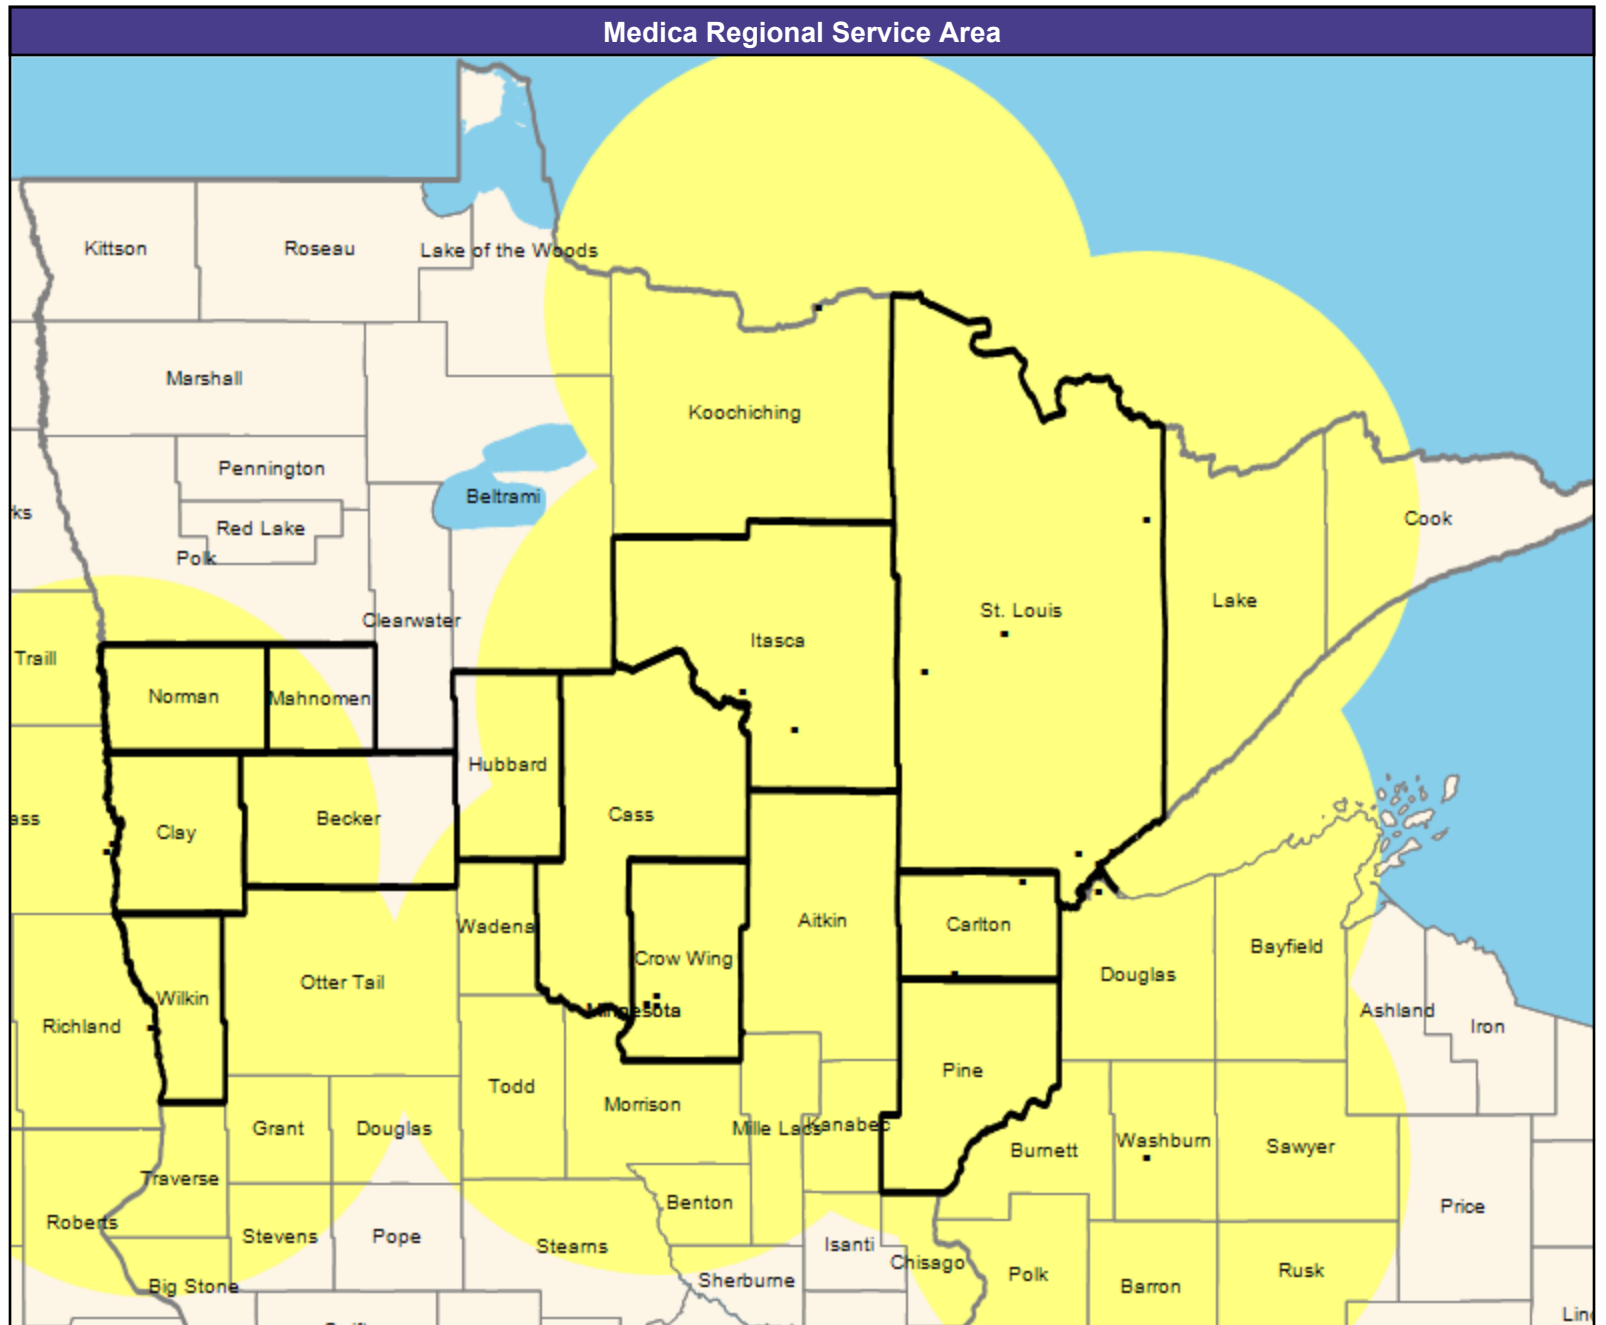 Medica Regional Service Area
Kittson
Roseau
Lake of the Woods
Marshall
Koochiching
Pennington
Beltrami
ks
Red Lake
Cook
Polk
Lake
St. Louis
Clearwater
Itasca
Traill
Norman
Mahnomen
Hubbard
Cass
ass
Becker
Clay
Aitkin
Carlton
Wadena
Bayfield
Crow Wing
Douglas
Otter Tail
Wilkin
Minnesota
Ashland
Richland
Iron
Pine
Todd
Morrison
Grant
Douglas
Mille Lacs
Kanabec
Washburn
Burnett
Sawyer
Traverse
Benton
Price
Roberts
Stevens
Pope
Stearns
Isanti
Chisago
Rusk
Polk
Sherburne
Big Stone
Barron
Lin